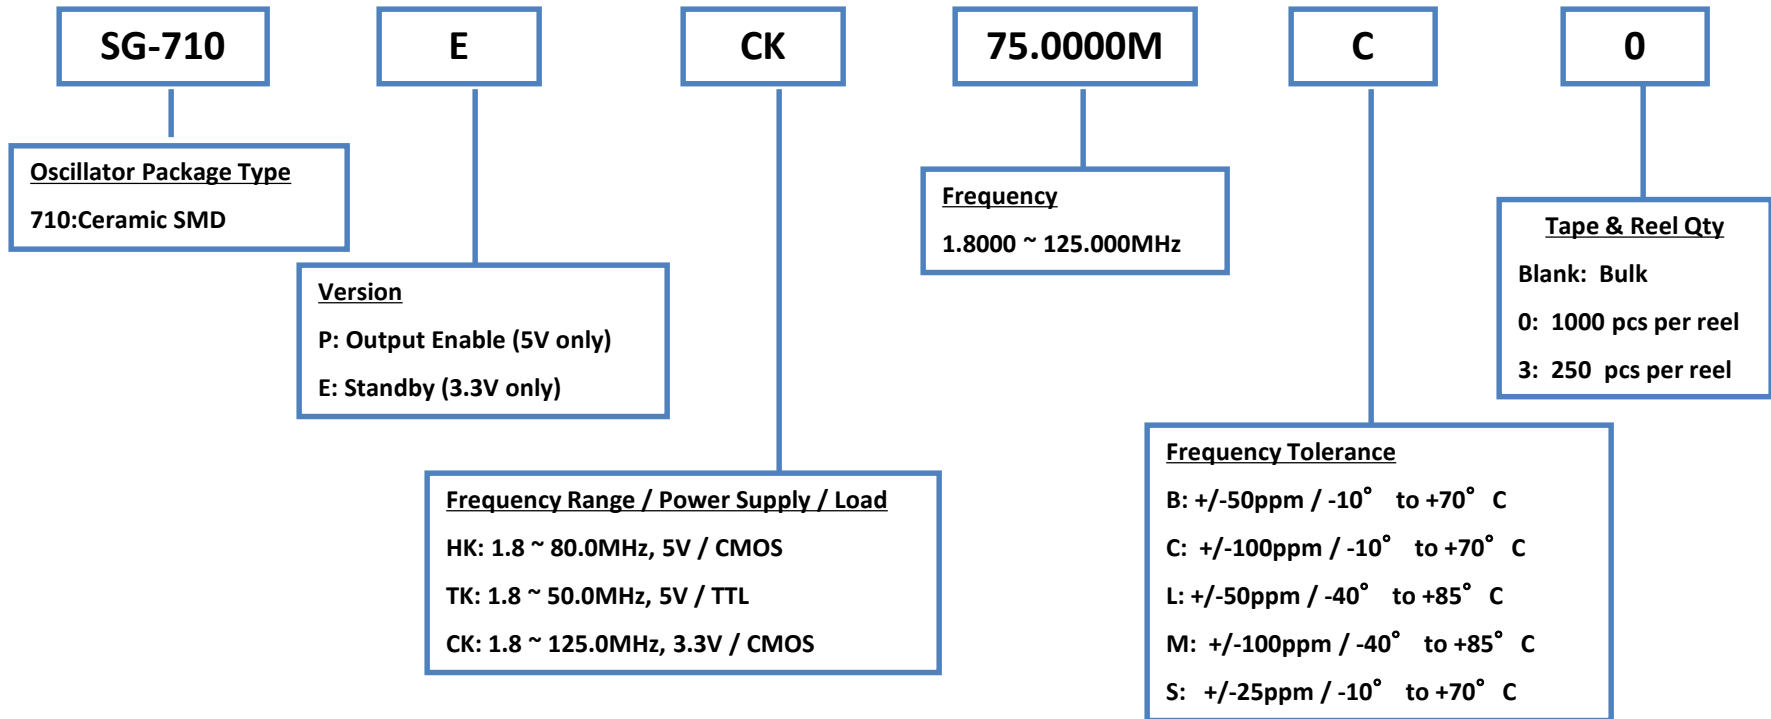 SG-710 E CK 75.0000M C 0
Oscillator Package Type
710:Ceramic SMD
Version
P: Output Enable (5V only)
E: Standby (3.3V only)
Frequency Range / Power Supply / Load
HK: 1.8 ~ 80.0MHz, 5V / CMOS
TK: 1.8 ~ 50.0MHz, 5V / TTL
CK: 1.8 ~ 125.0MHz, 3.3V / CMOS
Frequency
1.8000 ~ 125.000MHz
Frequency Tolerance
B: +/-50ppm / -10° to +70° C
C: +/-100ppm / -10° to +70° C
L: +/-50ppm / -40° to +85° C
M: +/-100ppm / -40° to +85° C
S: +/-25ppm / -10° to +70° C
Tape & Reel Qty
Blank: Bulk
0: 1000 pcs per reel
3: 250 pcs per reel